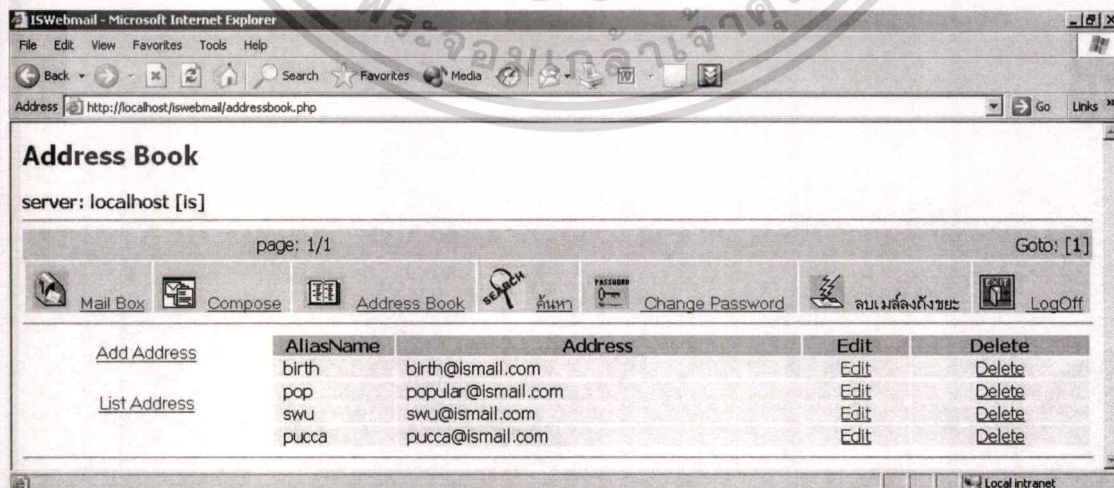 ISWebmail - Microsoft Internet Explorer
File Edit View Favorites Tools Help
Back Search Favorites Media
Address http://localhost/iswebmail/addressbook.php Go Links »
Address Book
server: localhost [is]
page: 1/1 Goto: [1]
Mail Box Compose Address Book SEARCH ค้นหา PASSWORD Change Password ลบเมล์ลงถังขยะ LogOff
Add Address
List Address
AliasName Address Edit Delete
birth birth@ismail.com Edit Delete
pop popular@ismail.com Edit Delete
swu swu@ismail.com Edit Delete
pucca pucca@ismail.com Edit Delete
Local intranet